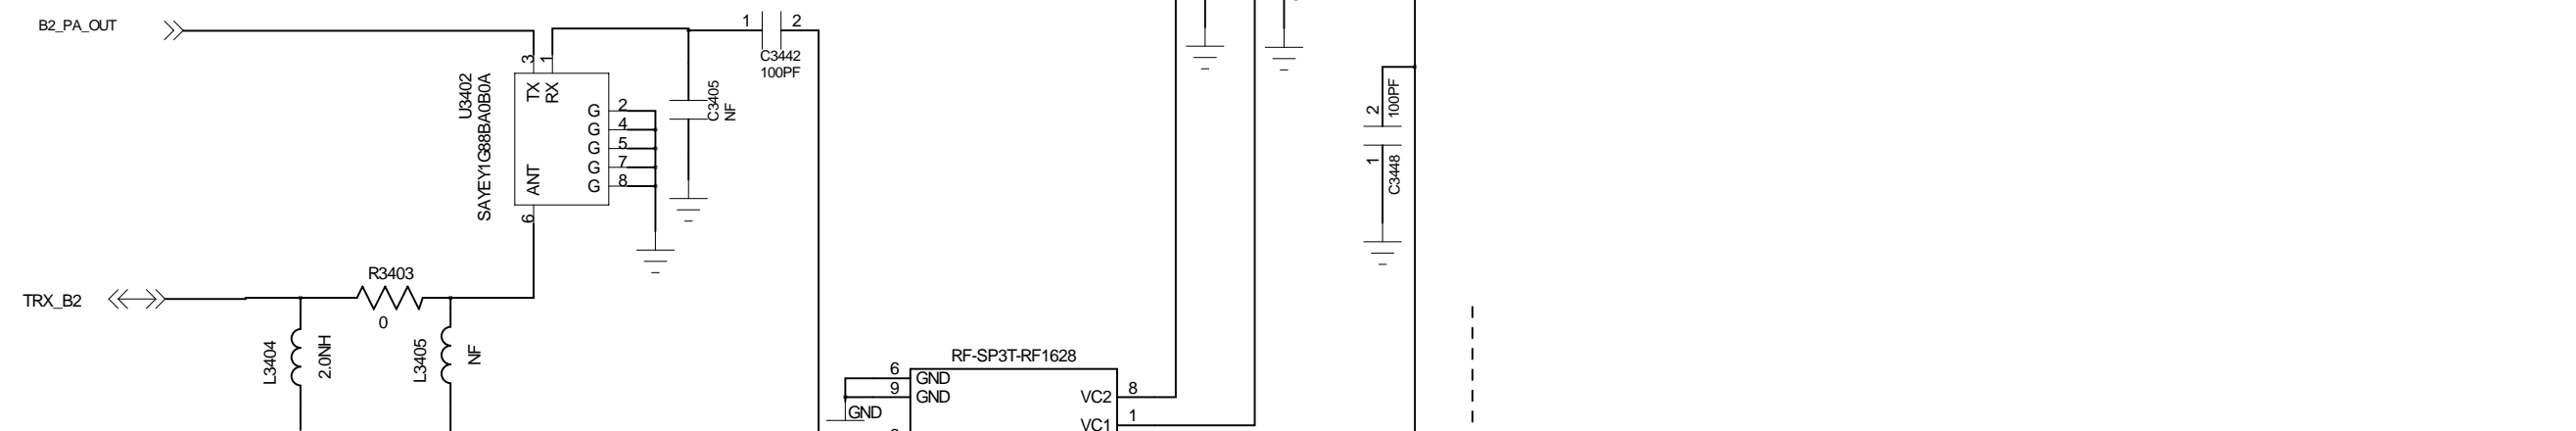 B2_PA_OUT
1
2
C3442
100PF
3
1
U3402
SAYEY1G88BA0B0A
TX
RX
ANT
G 2
G 4
G 5
G 7
G 8
6
C3405
NF
2
100PF
1
C3448
TRX_B2
R3403
0
L3404
2.0NH
L3405
NF
RF-SP3T-RF1628
6 GND
9 GND
GND
VC2 8
VC1 1